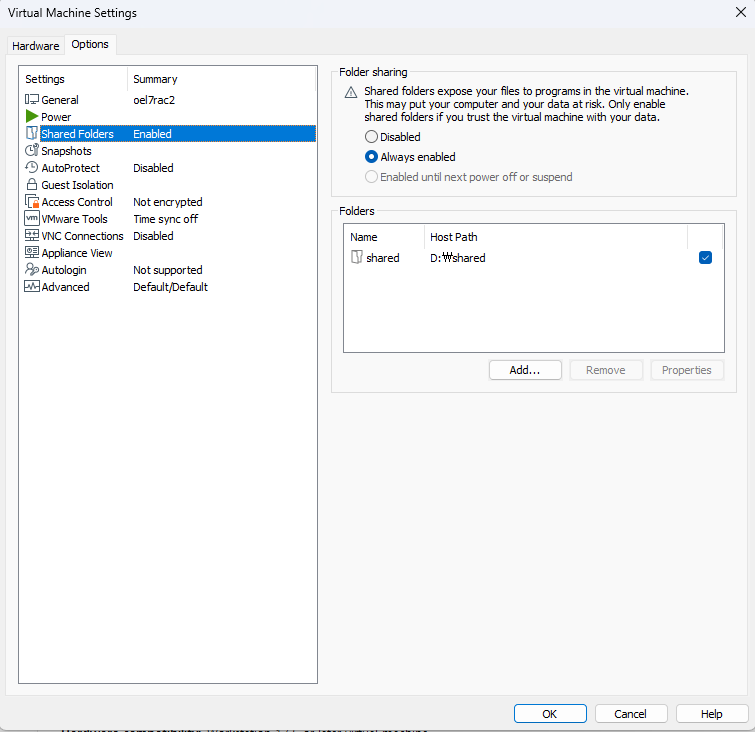 Virtual Machine Settings
Hardware Options
Settings Summary
General oel7rac2
Power
Shared Folders Enabled
Snapshots
AutoProtect Disabled
Guest Isolation
Access Control Not encrypted
vm VMware Tools Time sync off
VNC Connections Disabled
Appliance View
Autologin Not supported
Advanced Default/Default
Folder sharing
Shared folders expose your files to programs in the virtual machine.
This may put your computer and your data at risk. Only enable
shared folders if you trust the virtual machine with your data.
Disabled
Always enabled
Enabled until next power off or suspend
Folders
Name Host Path
shared D:₩shared
Add... Remove Properties
OK Cancel Help